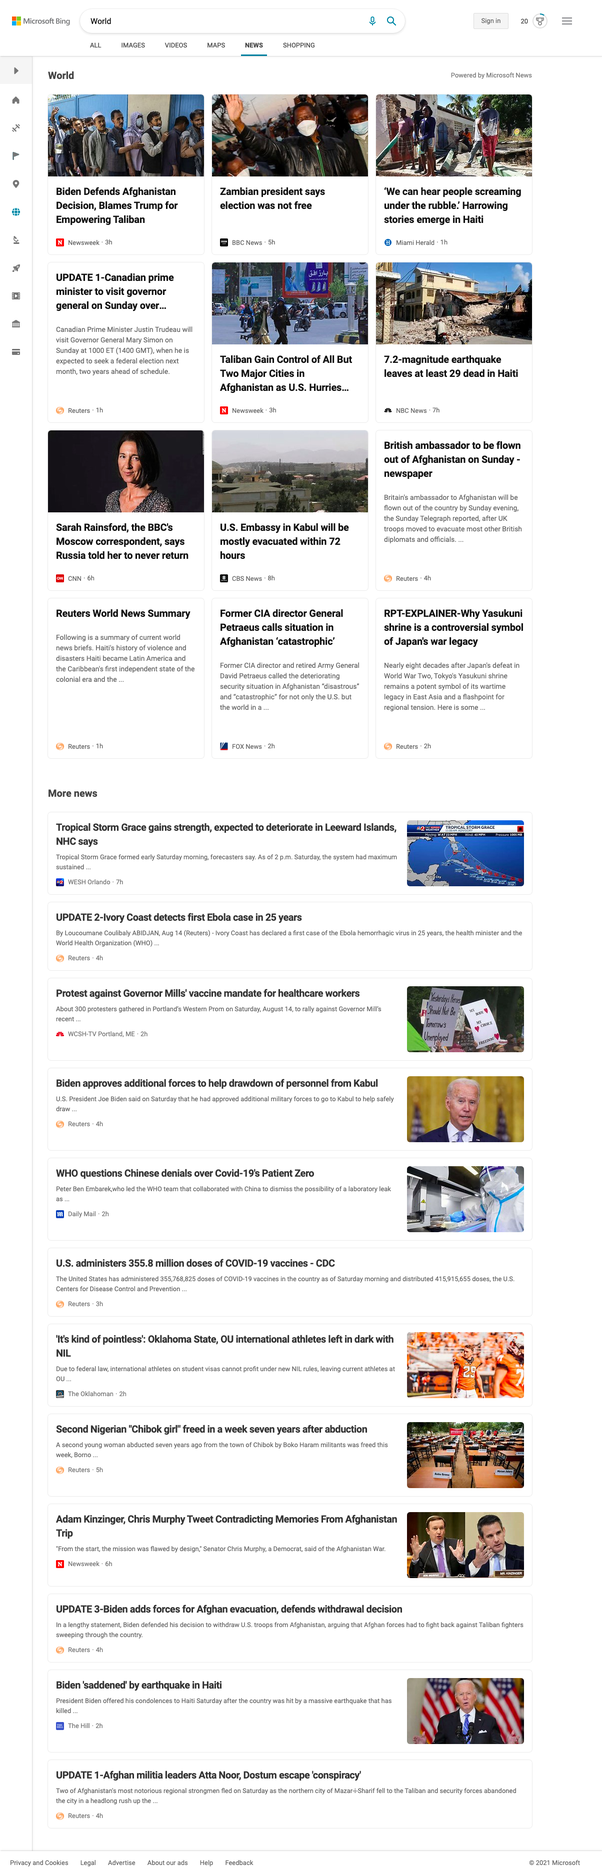 Microsoft Bing
World
Sign in
20
ALL
IMAGES
VIDEOS
MAPS
NEWS
SHOPPING
World
Powered by Microsoft News
Biden Defends Afghanistan
Decision, Blames Trump for
Empowering Taliban
Newsweek · 3h
Zambian president says
election was not free
BBC News · 5h
‘We can hear people screaming
under the rubble.’ Harrowing
stories emerge in Haiti
Miami Herald · 1h
UPDATE 1-Canadian prime
minister to visit governor
general on Sunday over...
Canadian Prime Minister Justin Trudeau will
visit Governor General Mary Simon on
Sunday at 1000 ET (1400 GMT), when he is
expected to seek a federal election next
month, two years ahead of schedule.
Reuters · 1h
Taliban Gain Control of All But
Two Major Cities in
Afghanistan as U.S. Hurries...
Newsweek · 3h
7.2-magnitude earthquake
leaves at least 29 dead in Haiti
NBC News · 7h
Sarah Rainsford, the BBC's
Moscow correspondent, says
Russia told her to never return
CNN · 6h
U.S. Embassy in Kabul will be
mostly evacuated within 72
hours
CBS News · 8h
British ambassador to be flown
out of Afghanistan on Sunday -
newspaper
Britain's ambassador to Afghanistan will be
flown out of the country by Sunday evening,
the Sunday Telegraph reported, after UK
troops moved to evacuate most other British
diplomats and officials. ...
Reuters · 4h
Reuters World News Summary
Following is a summary of current world
news briefs. Haiti's history of violence and
disasters Haiti became Latin America and
the Caribbean's first independent state of the
colonial era and the ...
Reuters · 1h
Former CIA director General
Petraeus calls situation in
Afghanistan ‘catastrophic’
Former CIA director and retired Army General
David Petraeus called the deteriorating
security situation in Afghanistan “disastrous”
and “catastrophic” for not only the U.S. but
the world in a ...
FOX News · 2h
RPT-EXPLAINER-Why Yasukuni
shrine is a controversial symbol
of Japan's war legacy
Nearly eight decades after Japan's defeat in
World War Two, Tokyo's Yasukuni shrine
remains a potent symbol of its wartime
legacy in East Asia and a flashpoint for
regional tension. Here is some ...
Reuters · 2h
More news
Tropical Storm Grace gains strength, expected to deteriorate in Leeward Islands,
NHC says
Tropical Storm Grace formed early Saturday morning, forecasters say. As of 2 p.m. Saturday, the system had maximum
sustained ...
WESH Orlando · 7h
TROPICAL STORM GRACE
UPDATE 2-Ivory Coast detects first Ebola case in 25 years
By Loucoumane Coulibaly ABIDJAN, Aug 14 (Reuters) - Ivory Coast has declared a first case of the Ebola hemorrhagic virus in 25 years, the health minister and the
World Health Organization (WHO) ...
Reuters · 4h
Protest against Governor Mills' vaccine mandate for healthcare workers
About 300 protesters gathered in Portland's Western Prom on Saturday, August 14, to rally against Governor Mill's
recent ...
WCSH-TV Portland, ME · 2h
Yesterday's Heroes
Should Not Be
Tomorrow's
Unemployed
MY BODY
MY CHOICE
FREEDOM
Biden approves additional forces to help drawdown of personnel from Kabul
U.S. President Joe Biden said on Saturday that he had approved additional military forces to go to Kabul to help safely
draw ...
Reuters · 4h
WHO questions Chinese denials over Covid-19's Patient Zero
Peter Ben Embarek,who led the WHO team that collaborated with China to dismiss the possibility of a laboratory leak
as ...
Daily Mail · 2h
U.S. administers 355.8 million doses of COVID-19 vaccines - CDC
The United States has administered 355,768,825 doses of COVID-19 vaccines in the country as of Saturday morning and distributed 415,915,655 doses, the U.S.
Centers for Disease Control and Prevention ...
Reuters · 3h
'It's kind of pointless': Oklahoma State, OU international athletes left in dark with
NIL
Due to federal law, international athletes on student visas cannot profit under new NIL rules, leaving current athletes at
OU ...
The Oklahoman · 2h
29
Second Nigerian "Chibok girl" freed in a week seven years after abduction
A second young woman abducted seven years ago from the town of Chibok by Boko Haram militants was freed this
week, Borno ...
Reuters · 5h
Adam Kinzinger, Chris Murphy Tweet Contradicting Memories From Afghanistan
Trip
"From the start, the mission was flawed by design," Senator Chris Murphy, a Democrat, said of the Afghanistan War.
Newsweek · 6h
UPDATE 3-Biden adds forces for Afghan evacuation, defends withdrawal decision
In a lengthy statement, Biden defended his decision to withdraw U.S. troops from Afghanistan, arguing that Afghan forces had to fight back against Taliban fighters
sweeping through the country.
Reuters · 4h
Biden 'saddened' by earthquake in Haiti
President Biden offered his condolences to Haiti Saturday after the country was hit by a massive earthquake that has
killed ...
The Hill · 2h
UPDATE 1-Afghan militia leaders Atta Noor, Dostum escape 'conspiracy'
Two of Afghanistan's most notorious regional strongmen fled on Saturday as the northern city of Mazar-i-Sharif fell to the Taliban and security forces abandoned
the city in a headlong rush up the ...
Reuters · 4h
Privacy and Cookies
Legal
Advertise
About our ads
Help
Feedback
© 2021 Microsoft